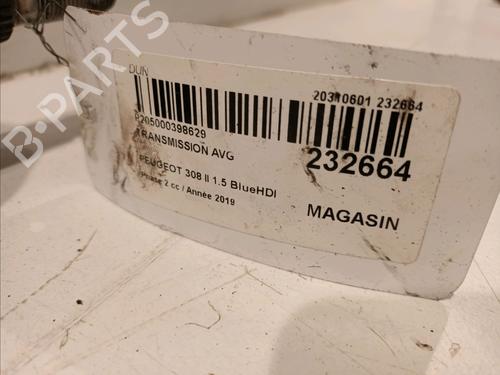 DUN
20310601 232664
P205000398629
TRANSMISSION AVG
232664
PEUGEOT 308 II 1.5 BlueHDI
Phase 2 cc / Année 2019
MAGASIN
B-PARTS